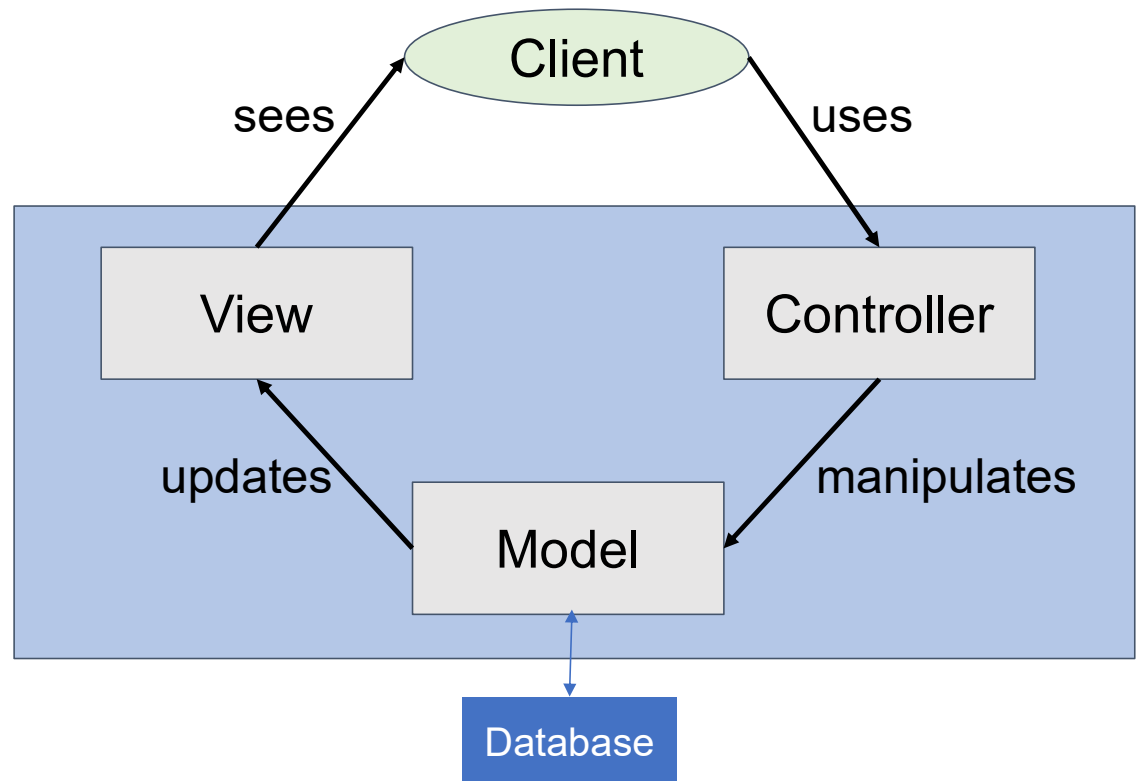 Client
sees
uses
View
Controller
updates
manipulates
Model
Database